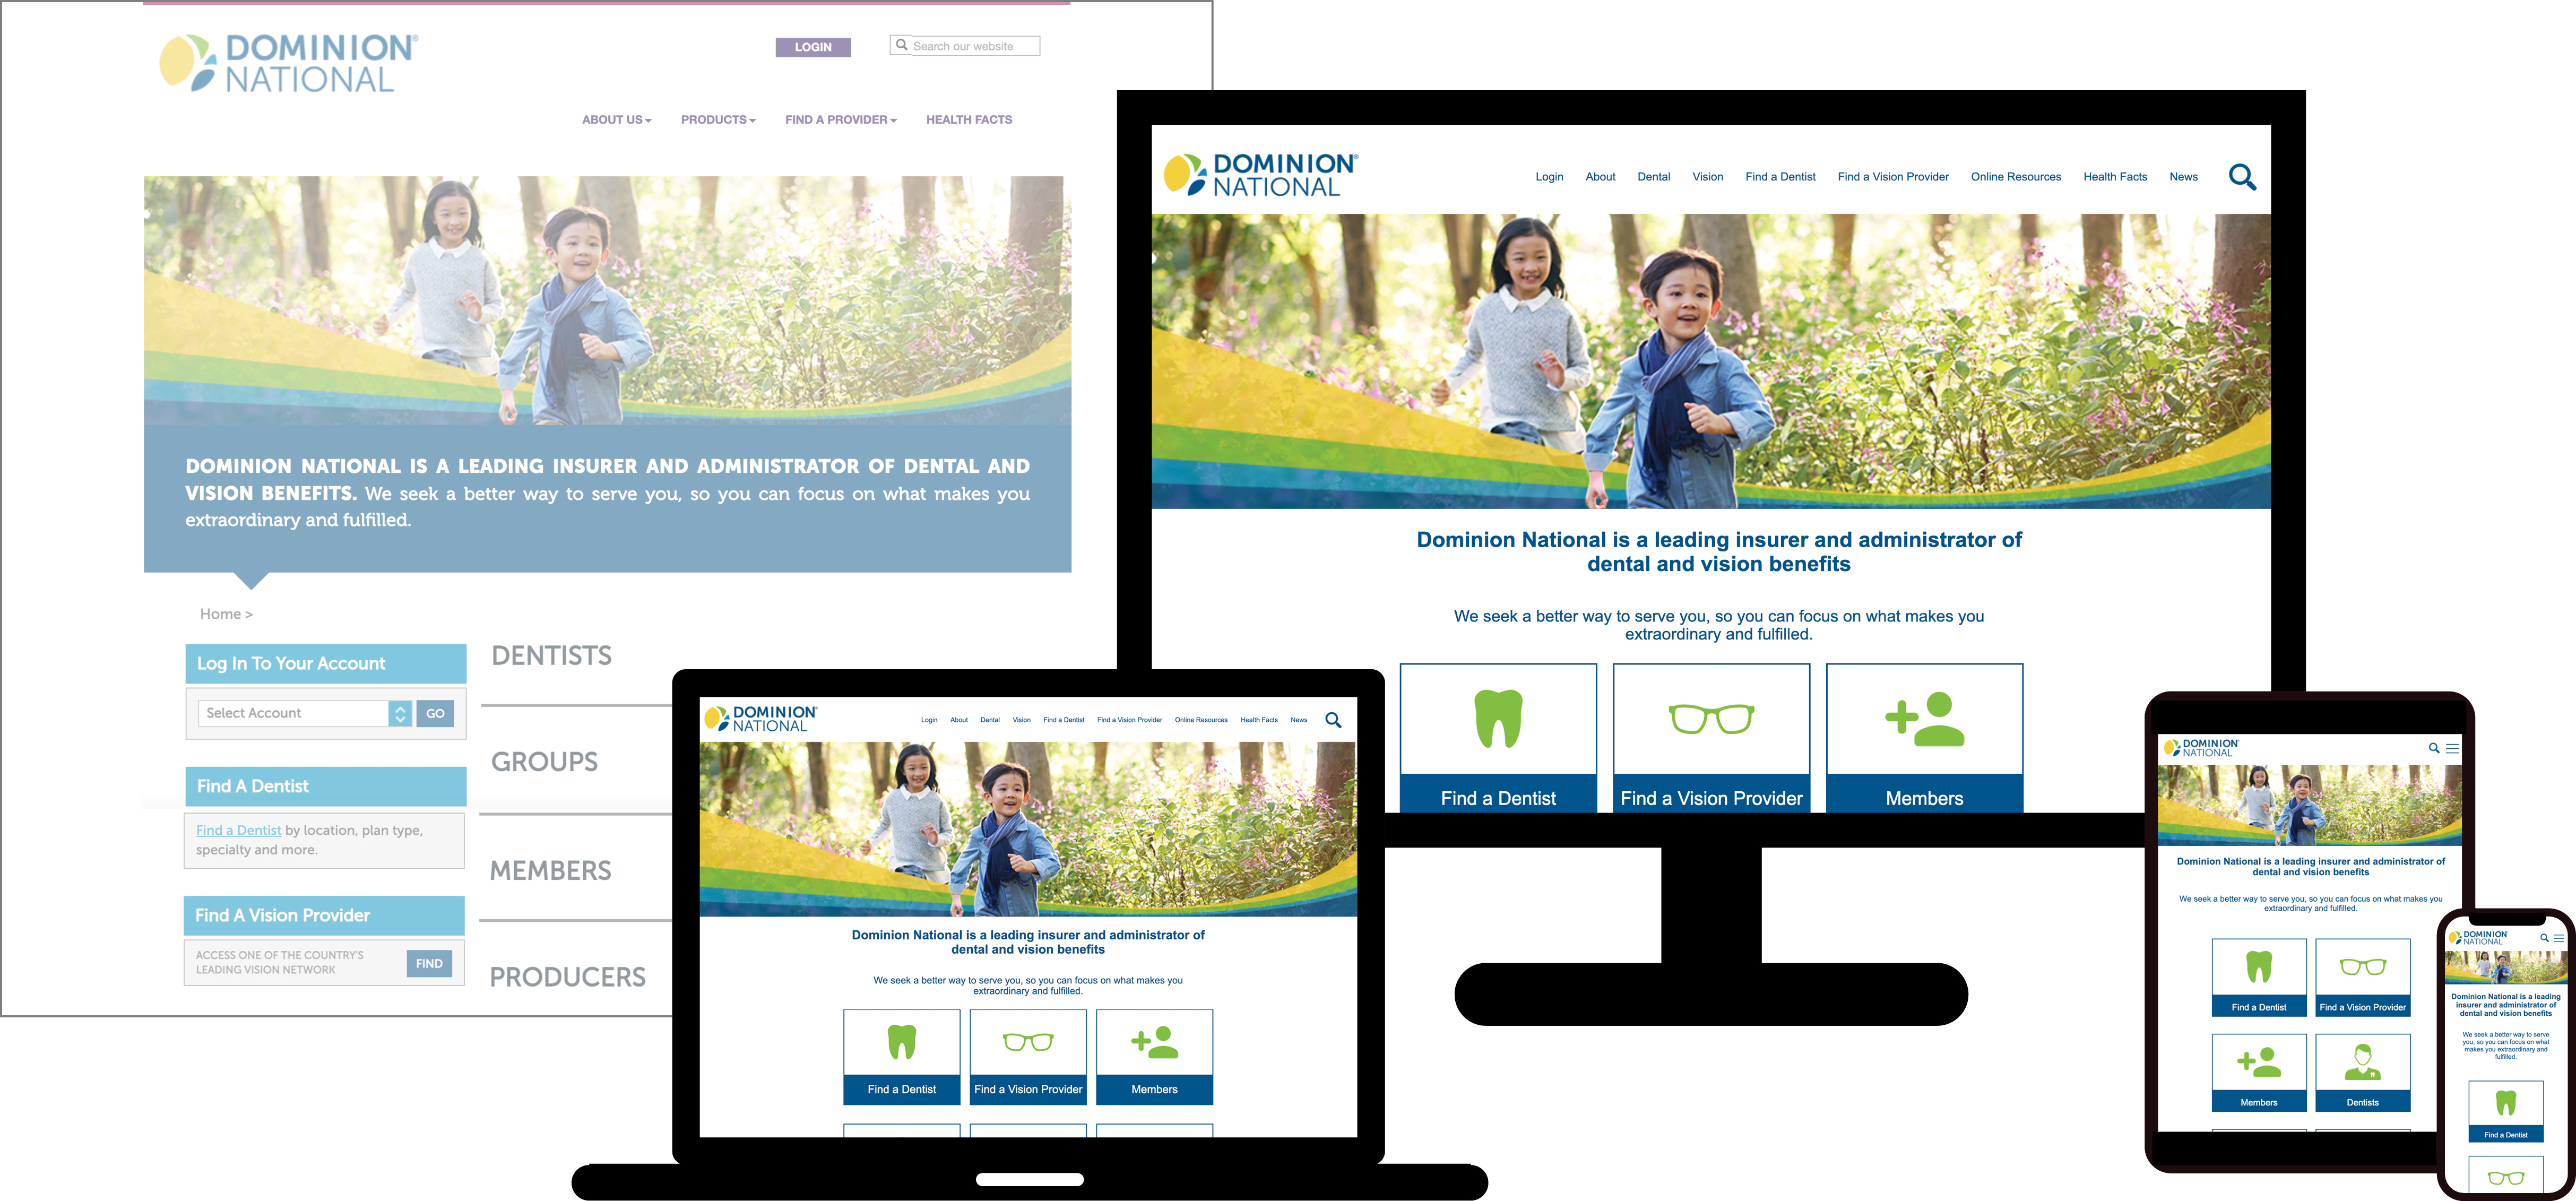 DOMINION®
NATIONAL
LOGIN
Search our website
ABOUT US
PRODUCTS
FIND A PROVIDER
HEALTH FACTS
DOMINION NATIONAL IS A LEADING INSURER AND ADMINISTRATOR OF DENTAL AND
VISION BENEFITS. We seek a better way to serve you, so you can focus on what makes you
extraordinary and fulfilled.
Home >
Log In To Your Account
Select Account
GO
Find A Dentist
Find a Dentist by location, plan type,
specialty and more.
Find A Vision Provider
ACCESS ONE OF THE COUNTRY'S
LEADING VISION NETWORK
FIND
DENTISTS
GROUPS
MEMBERS
PRODUCERS
DOMINION®
NATIONAL
Login About Dental Vision Find a Dentist Find a Vision Provider Online Resources Health Facts News
Dominion National is a leading insurer and administrator of
dental and vision benefits
We seek a better way to serve you, so you can focus on what makes you
extraordinary and fulfilled.
Find a Dentist
Find a Vision Provider
Members
DOMINION®
NATIONAL
Login About Dental Vision Find a Dentist Find a Vision Provider Online Resources Health Facts News
Dominion National is a leading insurer and administrator of
dental and vision benefits
We seek a better way to serve you, so you can focus on what makes you
extraordinary and fulfilled.
Find a Dentist
Find a Vision Provider
Members
DOMINION®
NATIONAL
Dominion National is a leading insurer and administrator of
dental and vision benefits
We seek a better way to serve you, so you can focus on what makes you
extraordinary and fulfilled.
Find a Dentist
Find a Vision Provider
Members
Dentists
DOMINION®
NATIONAL
Dominion National is a leading
insurer and administrator of
dental and vision benefits
We seek a better way to serve
you, so you can focus on what
makes you extraordinary and
fulfilled.
Find a Dentist